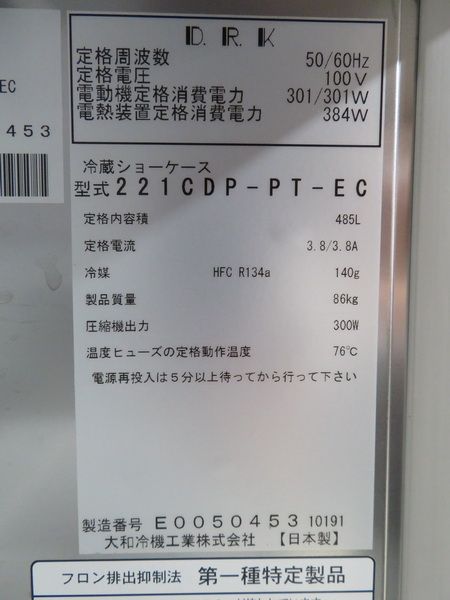 D. R. K
定格周波数 50/60Hz
定格電圧 100V
電動機定格消費電力 301/301W
電熱装置定格消費電力 384W
EC
0453
冷蔵ショーケース
型式 221CDP-PT-EC
定格内容積 485L
定格電流 3.8/3.8A
冷媒 HFC R134a 140g
製品質量 86kg
圧縮機出力 300W
温度ヒューズの定格動作温度 76℃
電源再投入は5分以上待ってから行って下さい
製造番号 E0050453 10191
大和冷機工業株式会社 【日本製】
フロン排出抑制法 第一種特定製品